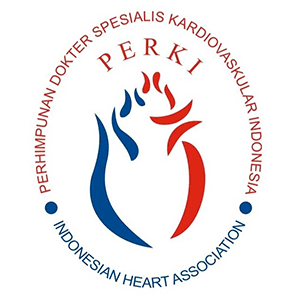 PERHIMPUNAN DOKTER SPESIALIS KARDIOVASKULAR INDONESIA
PERKI
INDONESIAN HEART ASSOCIATION